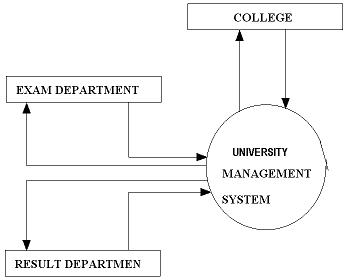 COLLEGE
EXAM DEPARTMENT
UNIVERSITY
MANAGEMENT
SYSTEM
RESULT DEPARTMEN